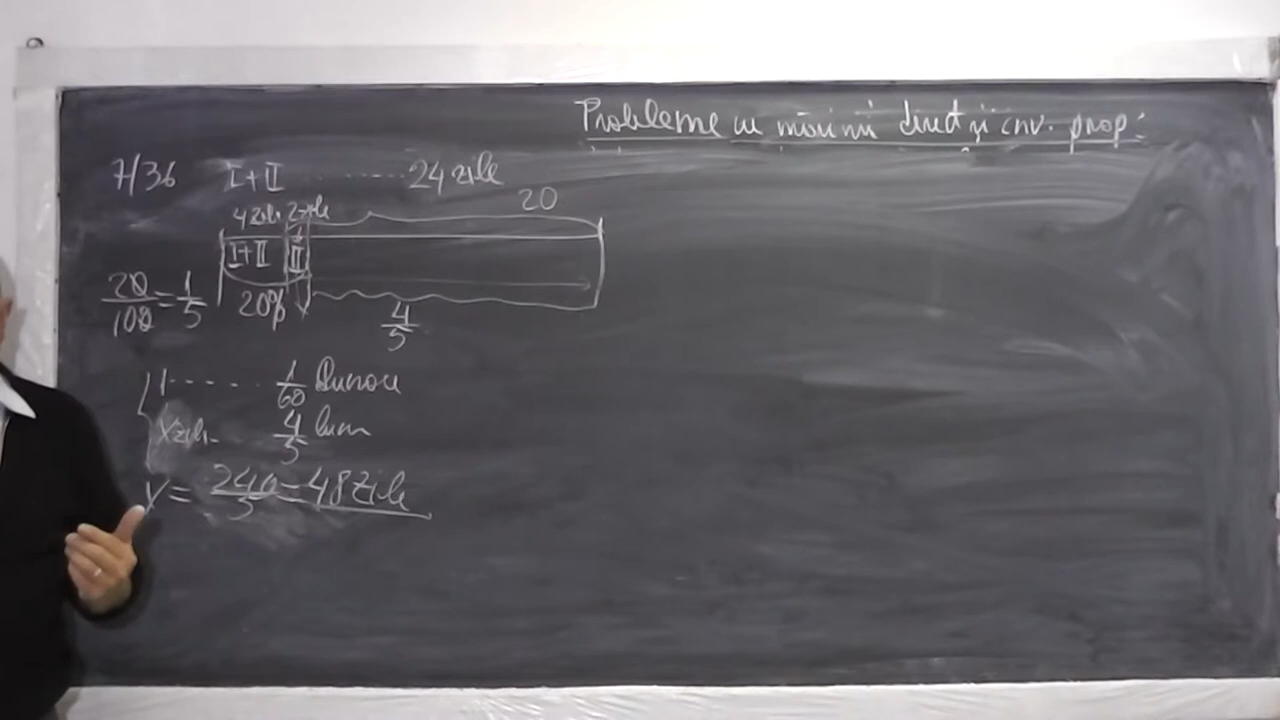 Probleme cu mărimi direct și inv. prop:
7/36 I+II ........ 24 zile
20
4 zile 2 zile
I+II II
20/100 = 1/5 20% 4/5
1 ...... 1/60 lucrare
x zile ... 4/5 lucr
x = 240/5 = 48 zile